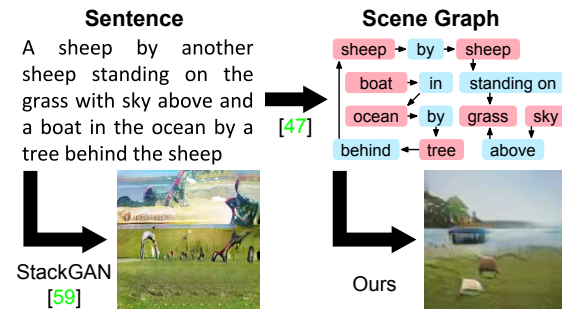 Sentence
A sheep by another
sheep standing on the
grass with sky above and
a boat in the ocean by a
tree behind the sheep
[47]
Scene Graph
sheep by sheep
boat in standing on
ocean by grass sky
behind tree above
StackGAN
[59]
Ours